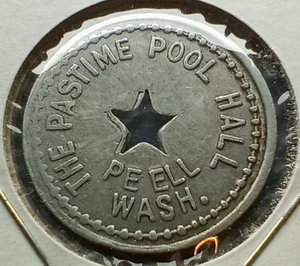 THE PASTIME POOL HALL
PE ELL
WASH.